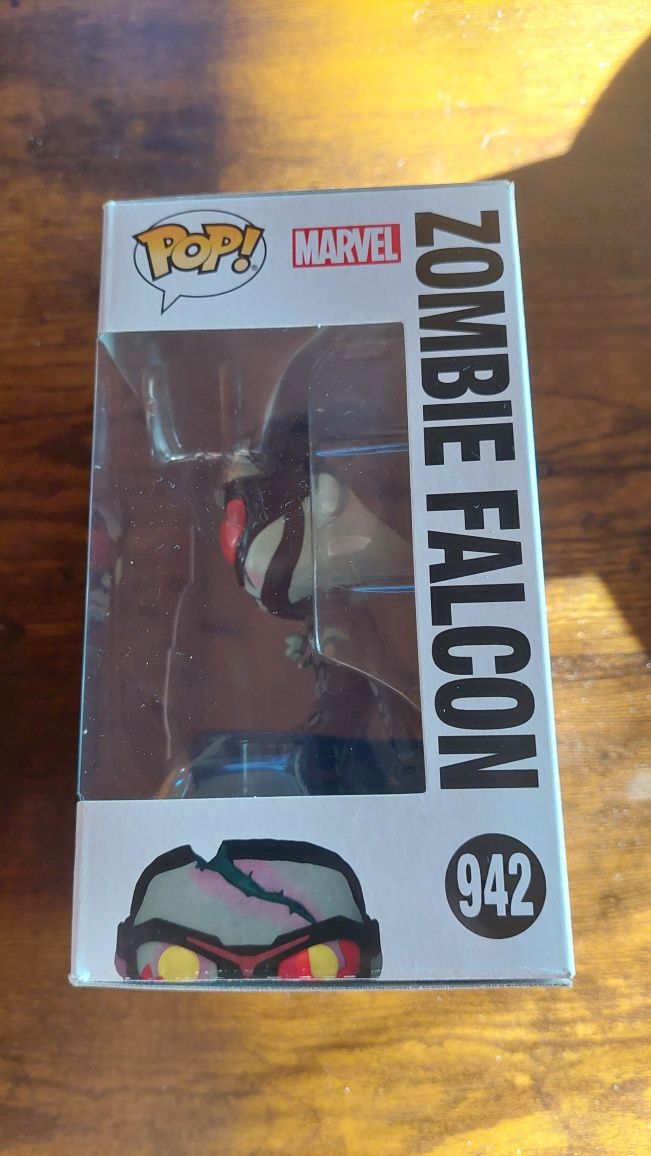 POP!
MARVEL
ZOMBIE FALCON
942